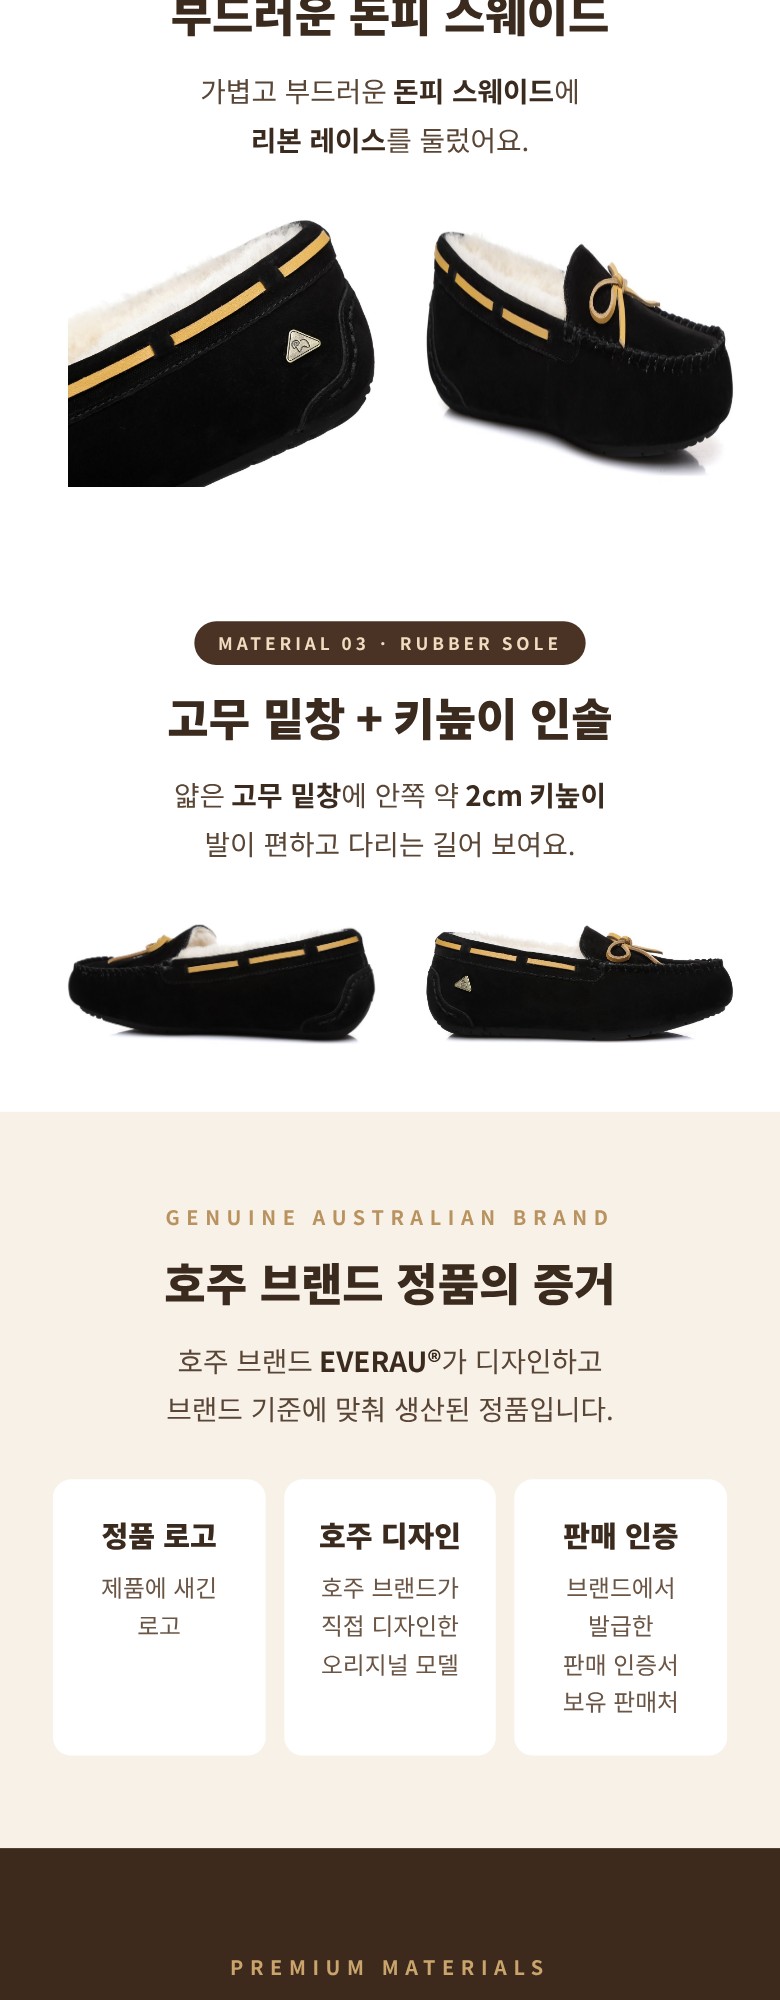 부드러운 돈피 스웨이드
가볍고 부드러운 돈피 스웨이드에
리본 레이스를 둘렀어요.
MATERIAL 03 · RUBBER SOLE
고무 밑창 + 키높이 인솔
얇은 고무 밑창에 안쪽 약 2cm 키높이
발이 편하고 다리는 길어 보여요.
GENUINE AUSTRALIAN BRAND
호주 브랜드 정품의 증거
호주 브랜드 EVERAU®가 디자인하고
브랜드 기준에 맞춰 생산된 정품입니다.
정품 로고
제품에 새긴
로고
호주 디자인
호주 브랜드가
직접 디자인한
오리지널 모델
판매 인증
브랜드에서
발급한
판매 인증서
보유 판매처
PREMIUM MATERIALS